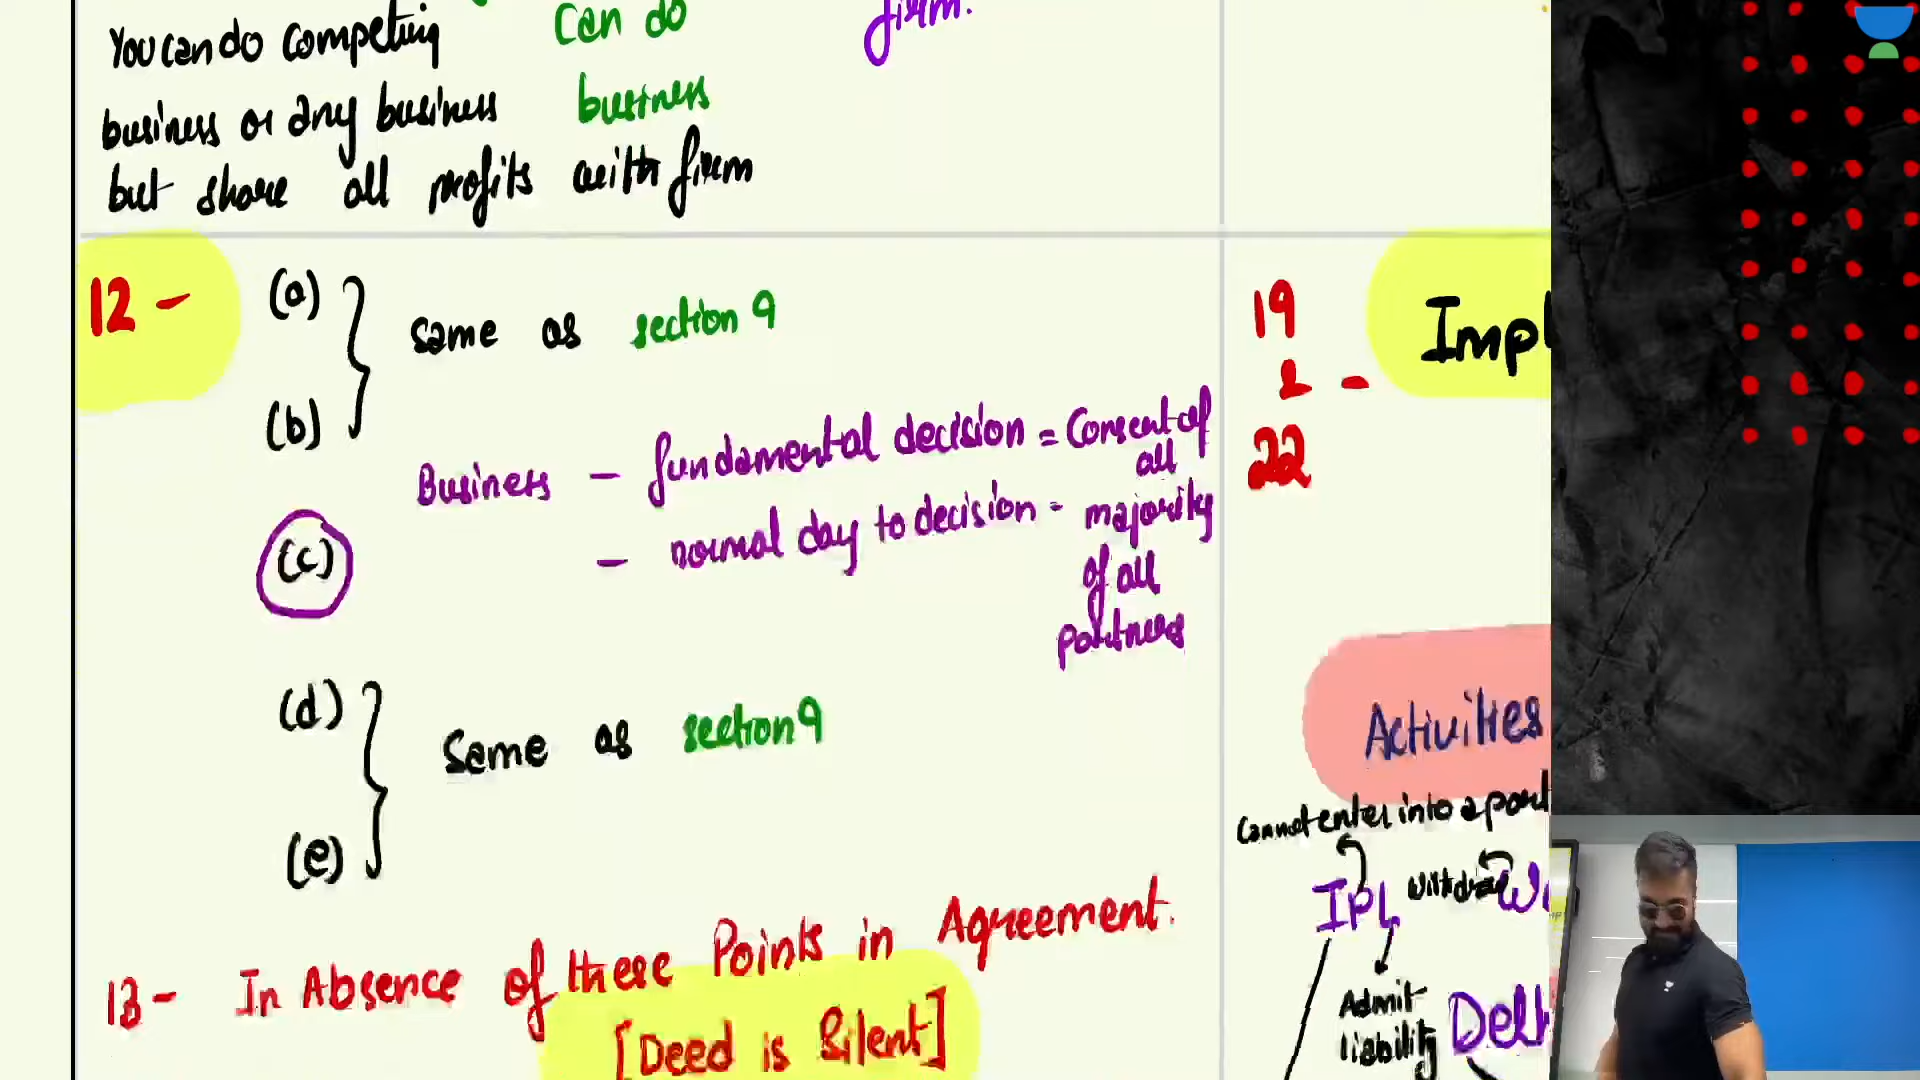 You can do competing
business or any business
but share all profits with firm
Can do
business
firm.
12 -
(a)
(b)
same as section 9
(c)
Business - fundamental decision = Consent of
all
- normal day to decision - majority
of all
partners
(d)
(e)
Same as section 9
13 - In Absence of these Points in Agreement.
[Deed is Silent]
19
2 -
22
Impl
Activities
Cannot enter into a part
IPL
withdraw
Wi
Admit
liability
Delh